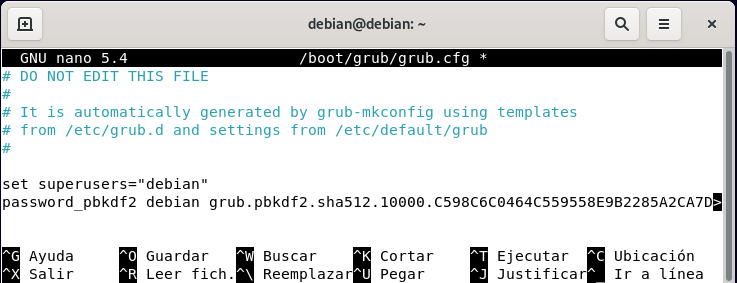 debian@debian: ~
GNU nano 5.4 /boot/grub/grub.cfg *
# DO NOT EDIT THIS FILE
#
# It is automatically generated by grub-mkconfig using templates
# from /etc/grub.d and settings from /etc/default/grub
#
set superusers="debian"
password_pbkdf2 debian grub.pbkdf2.sha512.10000.C598C6C0464C559558E9B2285A2CA7D>
^G Ayuda ^O Guardar ^W Buscar ^K Cortar ^T Ejecutar ^C Ubicación
^X Salir ^R Leer fich. ^\ Reemplazar ^U Pegar ^J Justificar ^_ Ir a línea